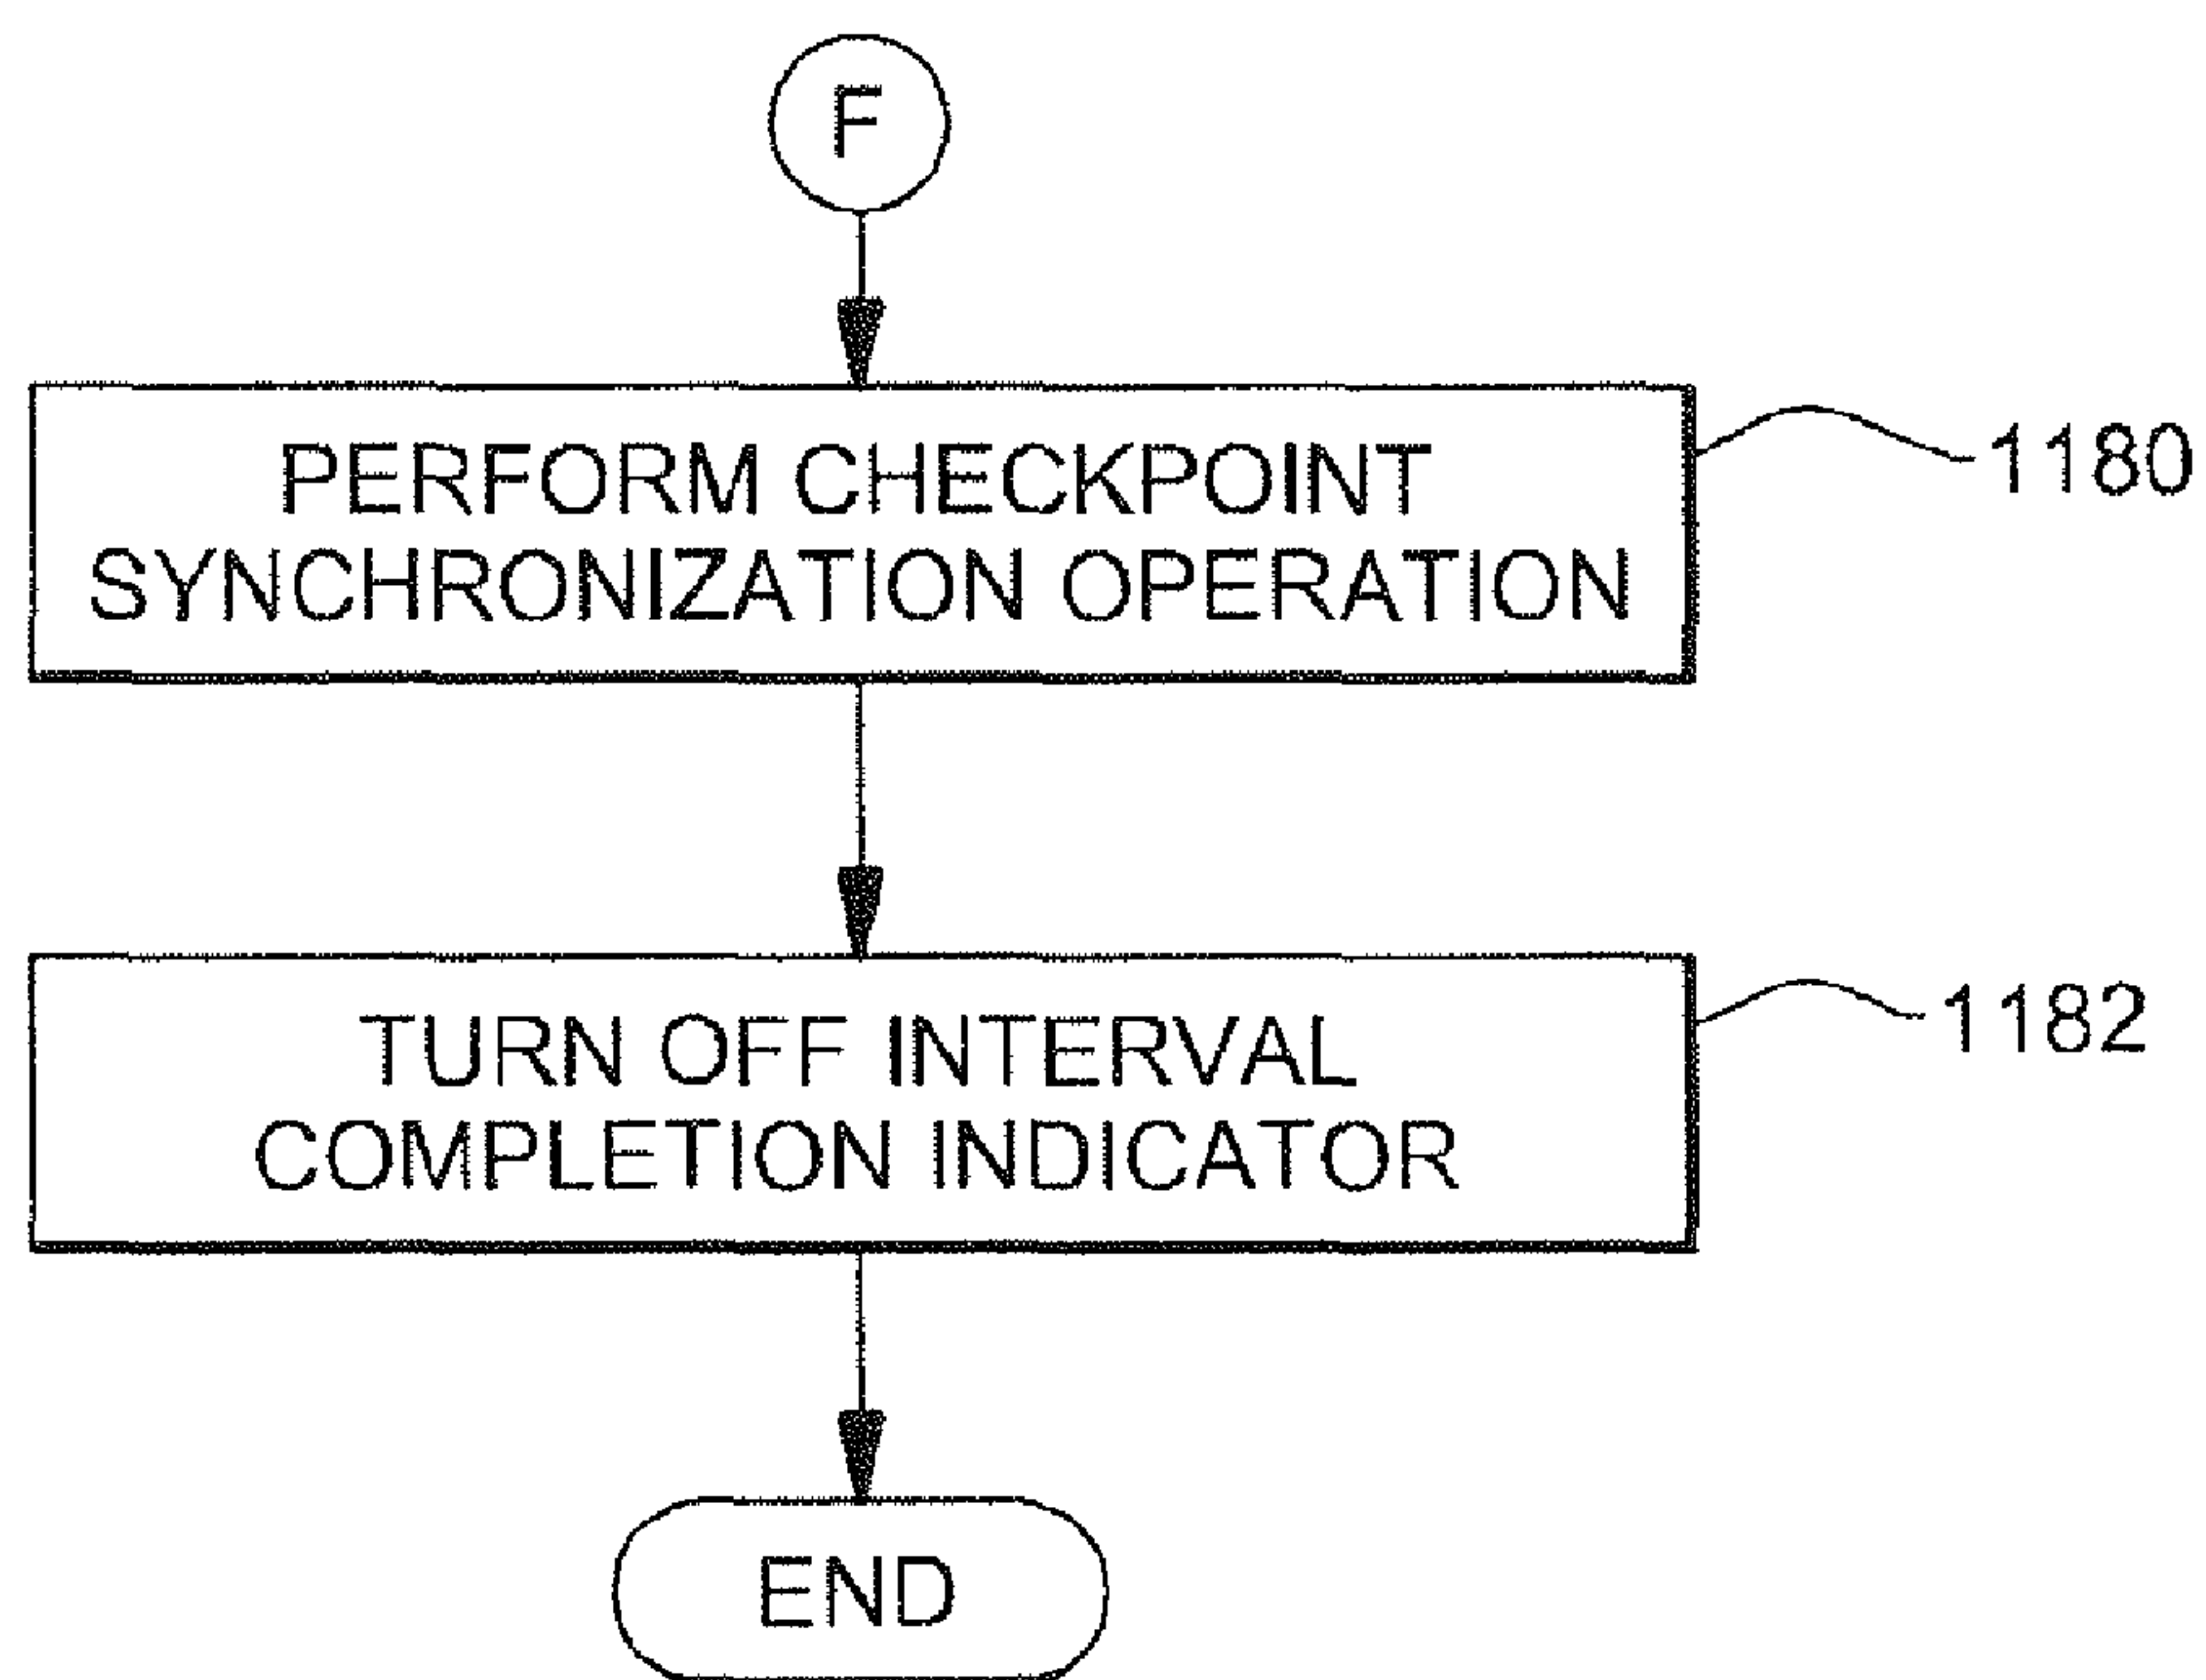 F
PERFORM CHECKPOINT
SYNCHRONIZATION OPERATION
1180
TURN OFF INTERVAL
COMPLETION INDICATOR
1182
END